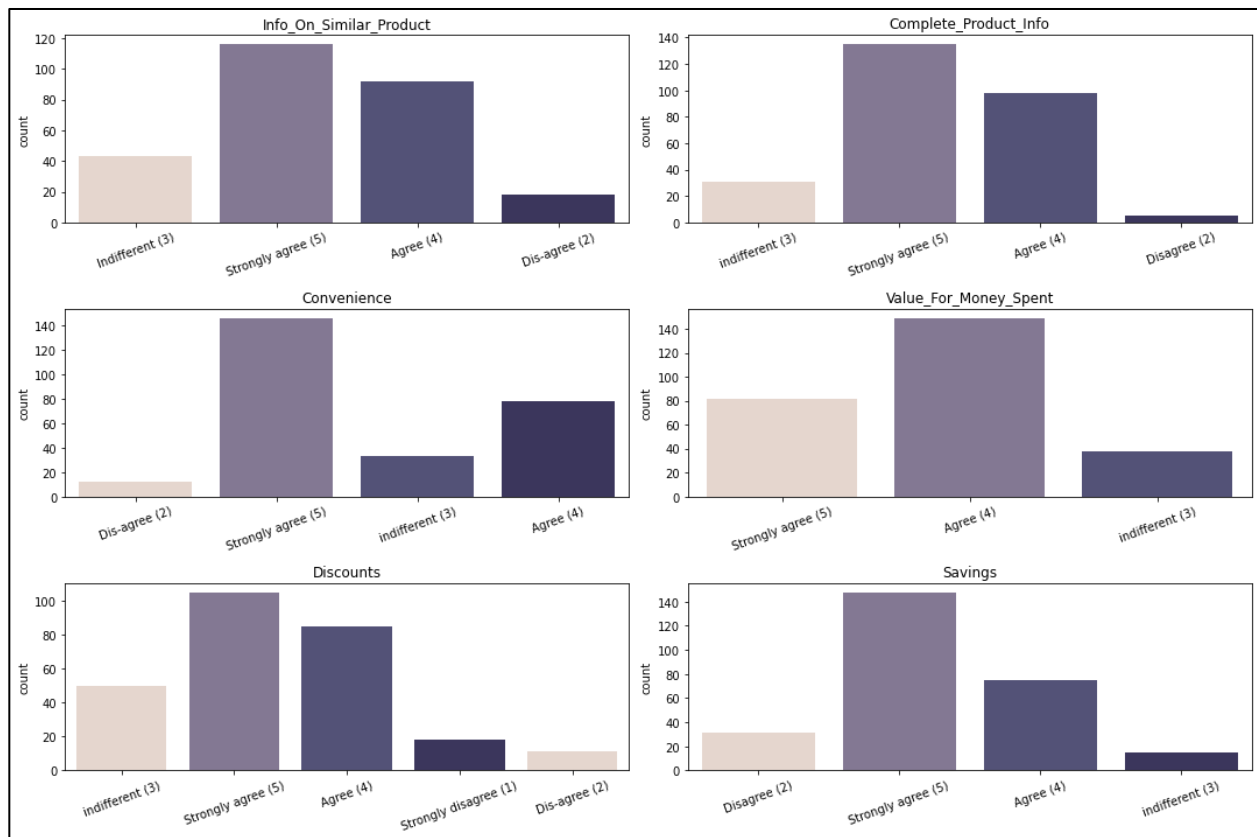 Info_On_Similar_Product
120
100
80
60
40
20
0
count
Indifferent (3)
Strongly agree (5)
Agree (4)
Dis-agree (2)
Complete_Product_Info
140
120
100
80
60
40
20
0
count
indifferent (3)
Strongly agree (5)
Agree (4)
Disagree (2)
Convenience
140
120
100
80
60
40
20
0
count
Dis-agree (2)
Strongly agree (5)
indifferent (3)
Agree (4)
Value_For_Money_Spent
140
120
100
80
60
40
20
0
count
Strongly agree (5)
Agree (4)
indifferent (3)
Discounts
100
80
60
40
20
0
count
indifferent (3)
Strongly agree (5)
Agree (4)
Strongly disagree (1)
Dis-agree (2)
Savings
140
120
100
80
60
40
20
0
count
Disagree (2)
Strongly agree (5)
Agree (4)
indifferent (3)